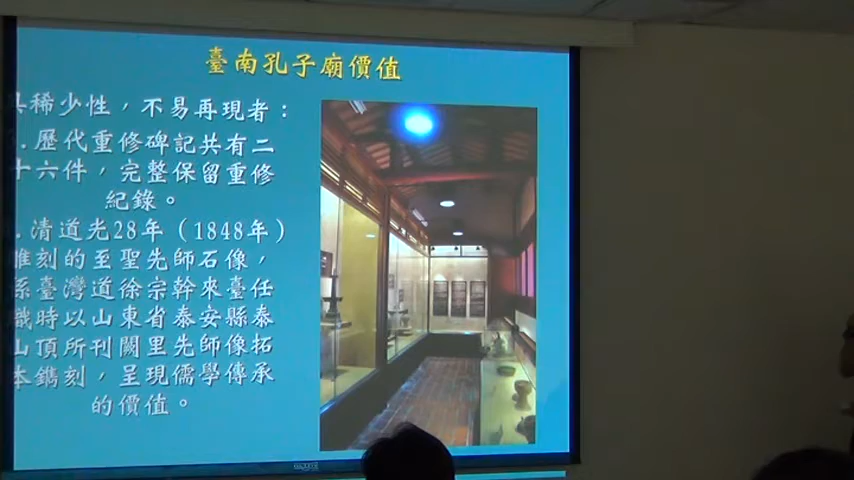 臺南孔子廟價值
具稀少性，不易再現者：
.歷代重修碑記共有二
十六件，完整保留重修
紀錄。
.清道光28年（1848年）
雕刻的至聖先師石像，
係臺灣道徐宗幹來臺任
職時以山東省泰安縣泰
山頂所刊闕里先師像拓
本鐫刻，呈現儒學傳承
的價值。